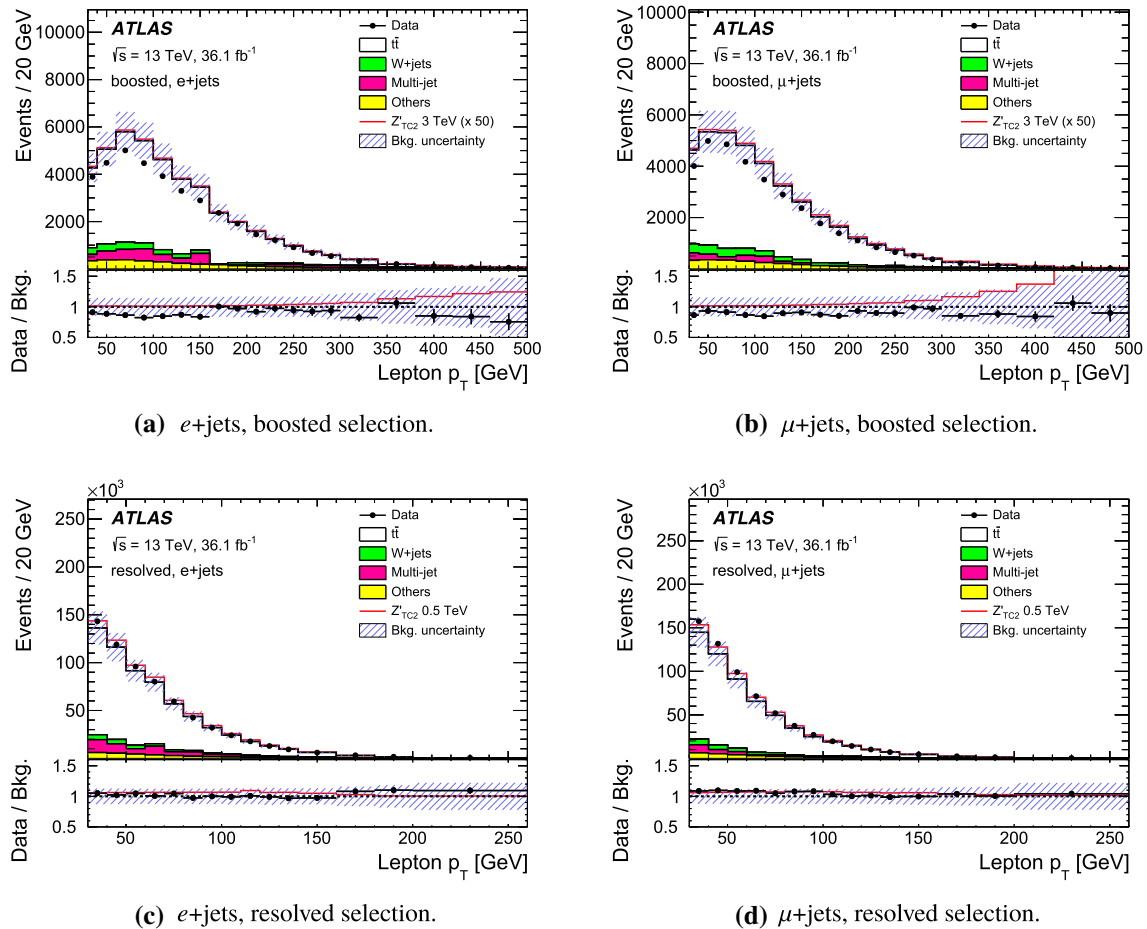 ATLAS
√s = 13 TeV, 36.1 fb⁻¹
boosted, e+jets
Data
tt̄
W+jets
Multi-jet
Others
Z'TC2 3 TeV (x 50)
Bkg. uncertainty
Events / 20 GeV
10000
8000
6000
4000
2000
Data / Bkg.
1.5
1
0.5
50 100 150 200 250 300 350 400 450 500
Lepton pT [GeV]
(a) e+jets, boosted selection.
ATLAS
√s = 13 TeV, 36.1 fb⁻¹
boosted, μ+jets
Data
tt̄
W+jets
Multi-jet
Others
Z'TC2 3 TeV (x 50)
Bkg. uncertainty
Events / 20 GeV
10000
8000
6000
4000
2000
Data / Bkg.
1.5
1
0.5
50 100 150 200 250 300 350 400 450 500
Lepton pT [GeV]
(b) μ+jets, boosted selection.
×10³
ATLAS
√s = 13 TeV, 36.1 fb⁻¹
resolved, e+jets
Data
tt̄
W+jets
Multi-jet
Others
Z'TC2 0.5 TeV
Bkg. uncertainty
Events / 20 GeV
250
200
150
100
50
Data / Bkg.
1.5
1
0.5
50 100 150 200 250
Lepton pT [GeV]
(c) e+jets, resolved selection.
×10³
ATLAS
√s = 13 TeV, 36.1 fb⁻¹
resolved, μ+jets
Data
tt̄
W+jets
Multi-jet
Others
Z'TC2 0.5 TeV
Bkg. uncertainty
Events / 20 GeV
250
200
150
100
50
Data / Bkg.
1.5
1
0.5
50 100 150 200 250
Lepton pT [GeV]
(d) μ+jets, resolved selection.